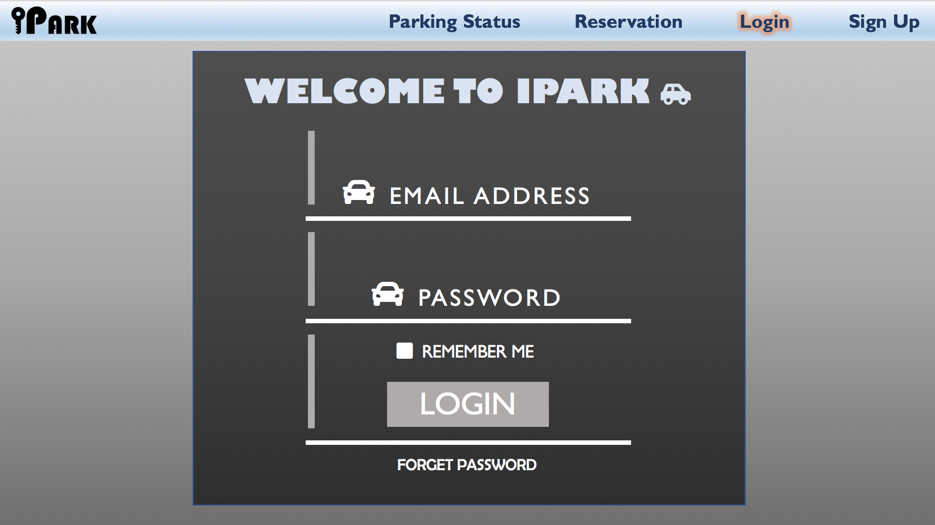 iPARK
Parking Status Reservation Login Sign Up
WELCOME TO IPARK
EMAIL ADDRESS
PASSWORD
REMEMBER ME
LOGIN
FORGET PASSWORD